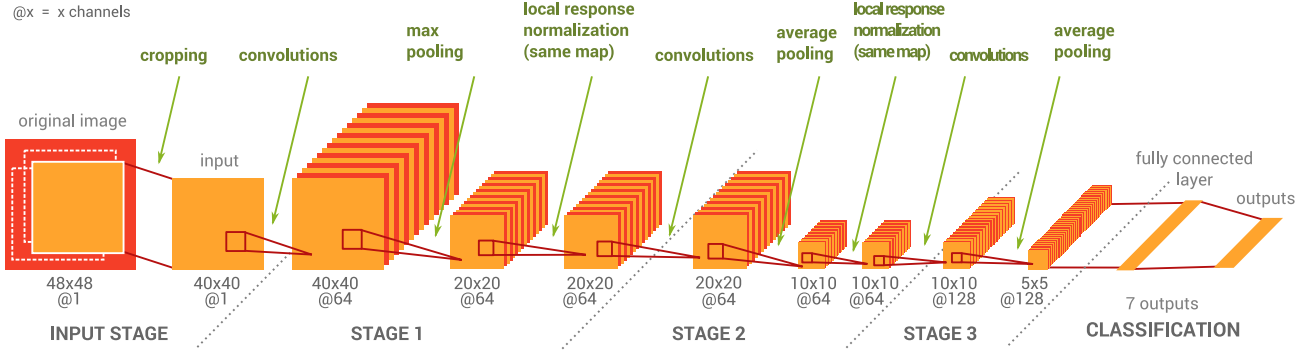 @x = x channels
cropping
convolutions
max
pooling
local response
normalization
(same map)
convolutions
average
pooling
local response
normalization
(same map)
convolutions
average
pooling
original image
input
fully connected
layer
outputs
48x48
@1
40x40
@1
40x40
@64
20x20
@64
20x20
@64
20x20
@64
10x10
@64
10x10
@64
10x10
@128
5x5
@128
7 outputs
INPUT STAGE
STAGE 1
STAGE 2
STAGE 3
CLASSIFICATION